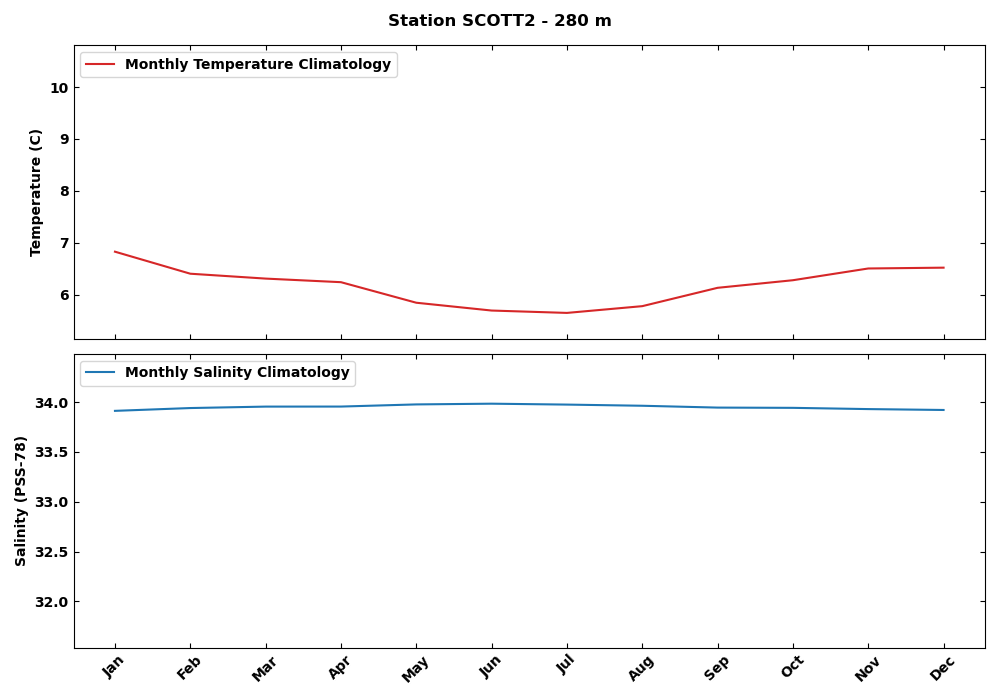 Station SCOTT2 - 280 m
Monthly Temperature Climatology
Temperature (C)
10
9
8
7
6
Monthly Salinity Climatology
Salinity (PSS-78)
34.0
33.5
33.0
32.5
32.0
Jan Feb Mar Apr May Jun Jul Aug Sep Oct Nov Dec